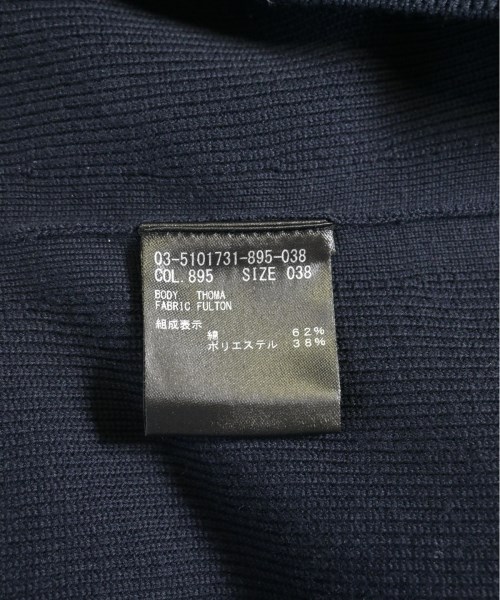 03-5101731-895-038
COL.895 SIZE 038
BODY THOMA
FABRIC FULTON
組成表示
綿 62%
ポリエステル 38%